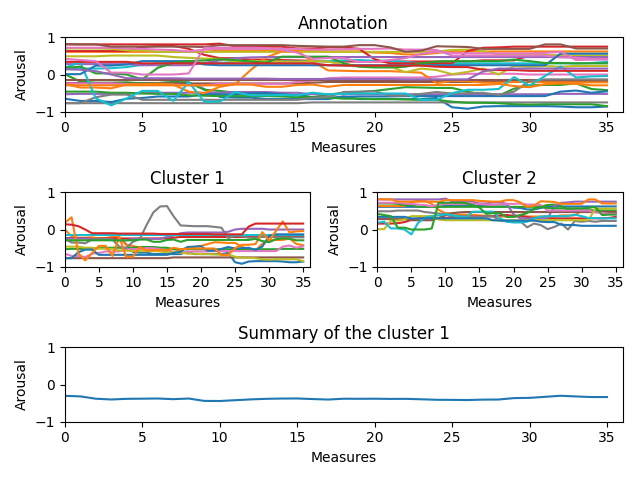 Annotation
1
0
−1
Arousal
0 5 10 15 20 25 30 35
Measures
Cluster 1
1
0
−1
Arousal
0 5 10 15 20 25 30 35
Measures
Cluster 2
1
0
−1
Arousal
0 5 10 15 20 25 30 35
Measures
Summary of the cluster 1
1
0
−1
Arousal
0 5 10 15 20 25 30 35
Measures